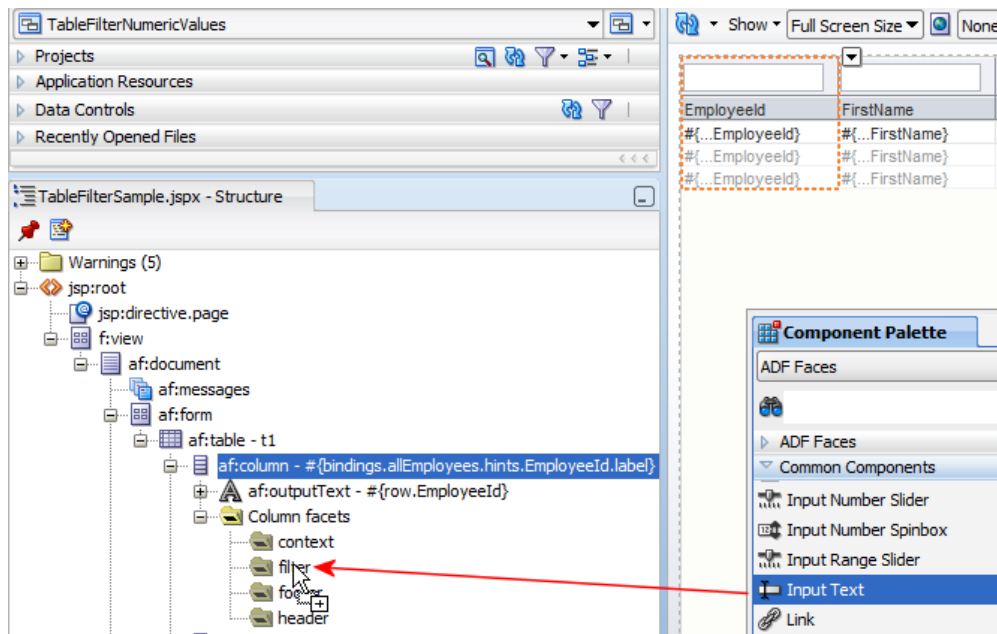 TableFilterNumericValues
Projects
Application Resources
Data Controls
Recently Opened Files
TableFilterSample.jspx - Structure
Warnings (5)
jsp:root
jsp:directive.page
f:view
af:document
af:messages
af:form
af:table - t1
af:column - #{bindings.allEmployees.hints.EmployeeId.label}
af:outputText - #{row.EmployeeId}
Column facets
context
filter
header
Show
Full Screen Size
None
EmployeeId FirstName
#{...EmployeeId} #{...FirstName}
#{...EmployeeId} #{...FirstName}
#{...EmployeeId} #{...FirstName}
Component Palette
ADF Faces
ADF Faces
Common Components
Input Number Slider
Input Number Spinbox
Input Range Slider
Input Text
Link